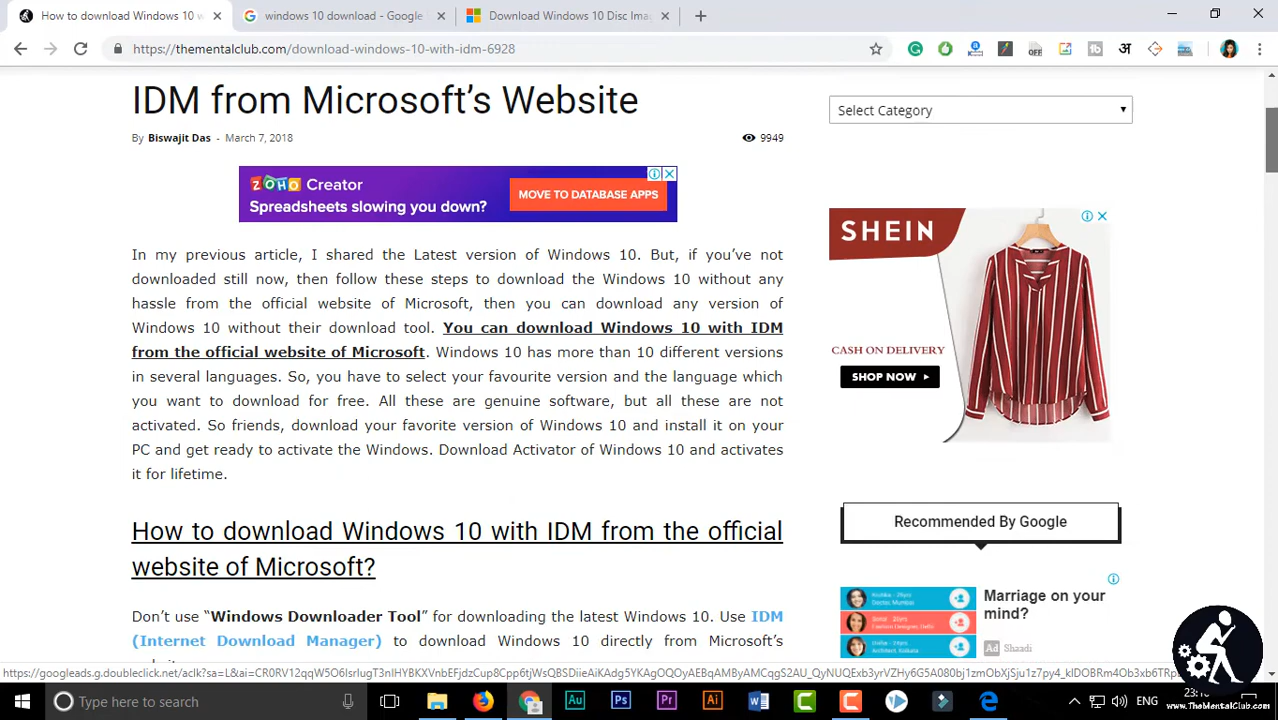 How to download Windows 10 w
windows 10 download - Google
Download Windows 10 Disc Ima
https://thementalclub.com/download-windows-10-with-idm-6928
OFF
fb
अ
IDM from Microsoft's Website
By Biswajit Das - March 7, 2018
9949
ZOHO Creator
Spreadsheets slowing you down?
MOVE TO DATABASE APPS
In my previous article, I shared the Latest version of Windows 10. But, if you've not
downloaded still now, then follow these steps to download the Windows 10 without any
hassle from the official website of Microsoft, then you can download any version of
Windows 10 without their download tool. You can download Windows 10 with IDM
from the official website of Microsoft. Windows 10 has more than 10 different versions
in several languages. So, you have to select your favourite version and the language which
you want to download for free. All these are genuine software, but all these are not
activated. So friends, download your favorite version of Windows 10 and install it on your
PC and get ready to activate the Windows. Download Activator of Windows 10 and activates
it for lifetime.
How to download Windows 10 with IDM from the official
website of Microsoft?
Don't use "Windows Downloader Tool" for downloading the latest Windows 10. Use IDM
(Internet Download Manager) to download Windows 10 directly from Microsoft's
Select Category
SHEIN
CASH ON DELIVERY
SHOP NOW
Recommended By Google
Marriage on your
mind?
Ad Shaadi
Type here to search
Au
Ps
Pr
Ai
ENG
www.TheMentalClub.com